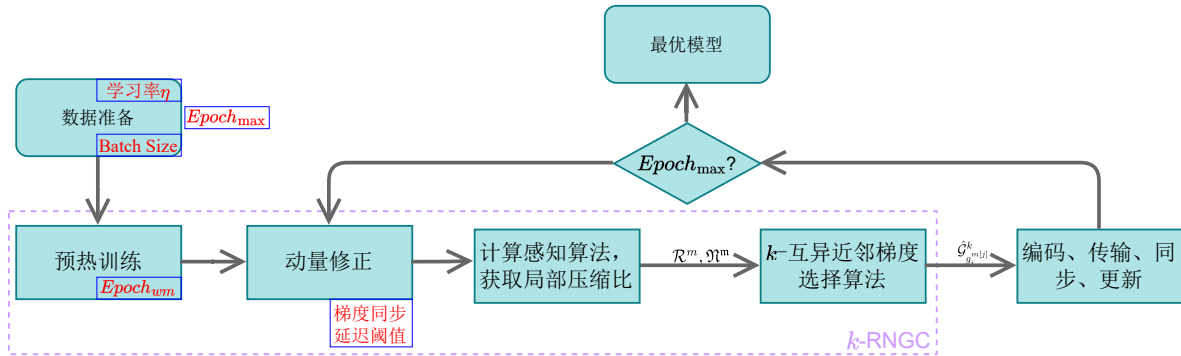 最优模型
学习率η
数据准备
Epoch_max
Batch Size
Epoch_max?
预热训练
Epoch_wm
动量修正
梯度同步
延迟阈值
计算感知算法，
获取局部压缩比
ℛ^m, 𝔑^m
k-互异近邻梯度
选择算法
编码、传输、同
步、更新
k-RNGC